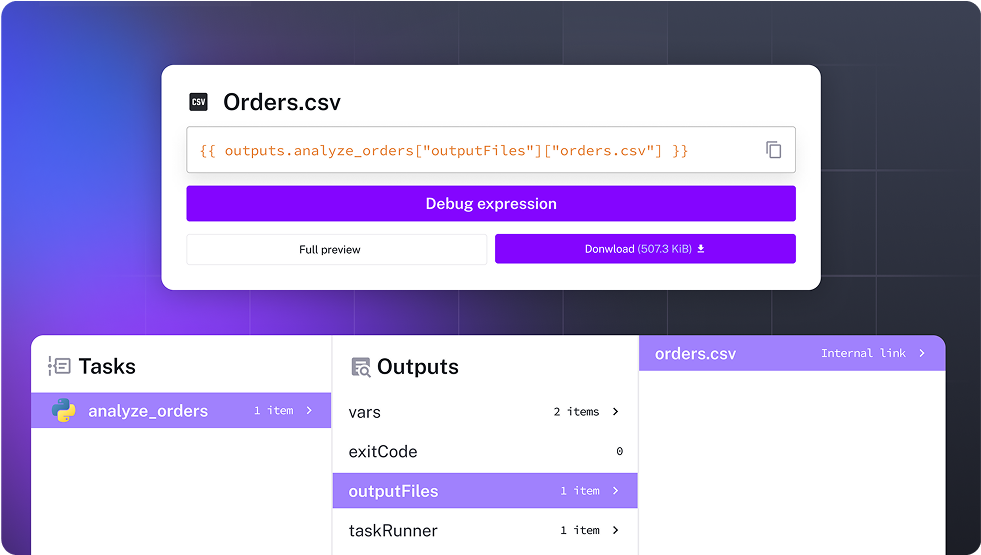 CSV Orders.csv
{{ outputs.analyze_orders["outputFiles"]["orders.csv"] }}
Debug expression
Full preview
Donwload (507.3 KiB)
Tasks
analyze_orders 1 item
Outputs
vars 2 items
exitCode 0
outputFiles 1 item
taskRunner 1 item
orders.csv Internal link